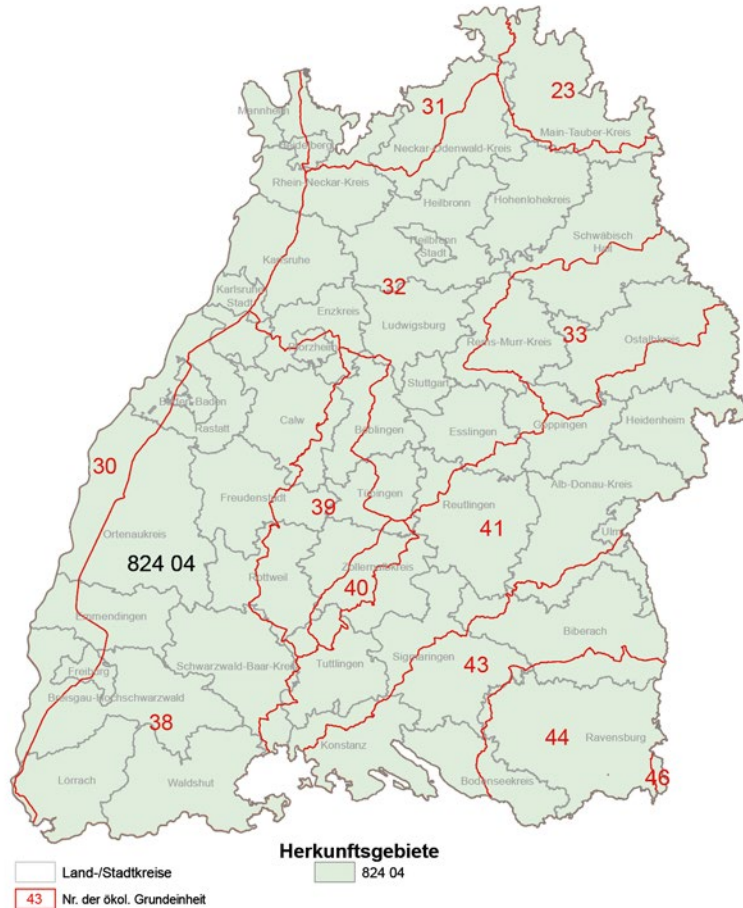 23
31
Main-Tauber-Kreis
Mannheim
Heidelberg
Neckar-Odenwald-Kreis
Rhein-Neckar-Kreis
Heilbronn
Hohenlohekreis
Schwäbisch
Hall
Heilbronn
Stadt
Karlsruhe
32
Karlsruhe
Stadt
Enzkreis
Ludwigsburg
Rems-Murr-Kreis
33
Ostalbkreis
Pforzheim
Stuttgart
Baden-Baden
Rastatt
Calw
Böblingen
Esslingen
Göppingen
Heidenheim
30
Freudenstadt
39
Tübingen
Reutlingen
Alb-Donau-Kreis
Ortenaukreis
41
Ulm
824 04
Rottweil
Zollernalbkreis
40
Emmendingen
Biberach
Freiburg
Schwarzwald-Baar-Kreis
Tuttlingen
Sigmaringen
43
Breisgau-Hochschwarzwald
38
44
Ravensburg
Konstanz
46
Lörrach
Waldshut
Bodenseekreis
Herkunftsgebiete
Land-/Stadtkreise
824 04
43 Nr. der ökol. Grundeinheit